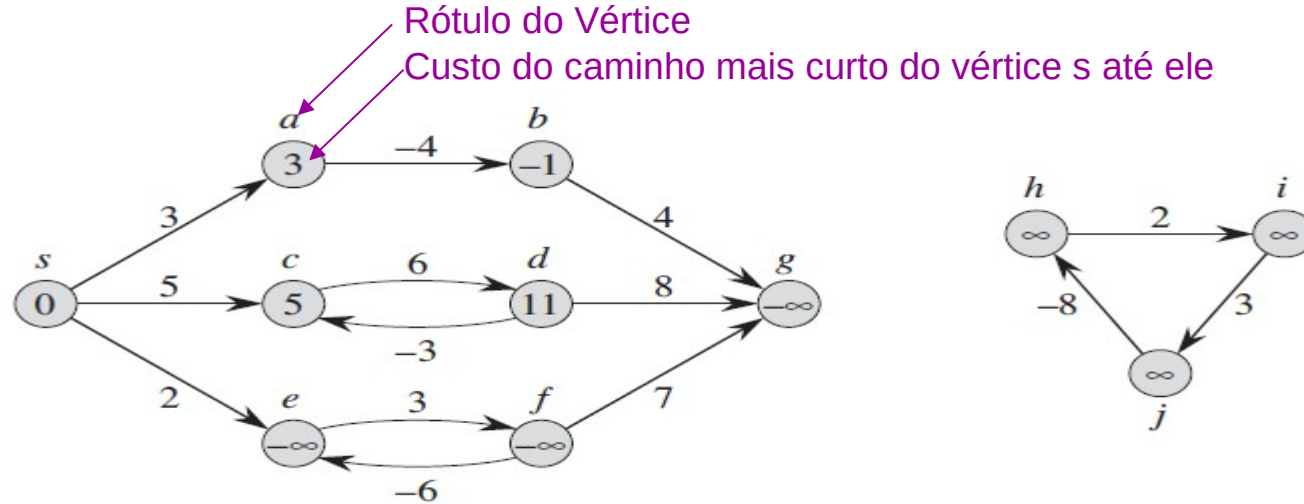 Rótulo do Vértice
Custo do caminho mais curto do vértice s até ele
a b
3 −4 −1
h i
3 4
∞ 2 ∞
s c 6 d g
0 5 5 11 8 −∞
−3 −8 3
∞
2 e 3 f 7 j
−∞ −∞
−6